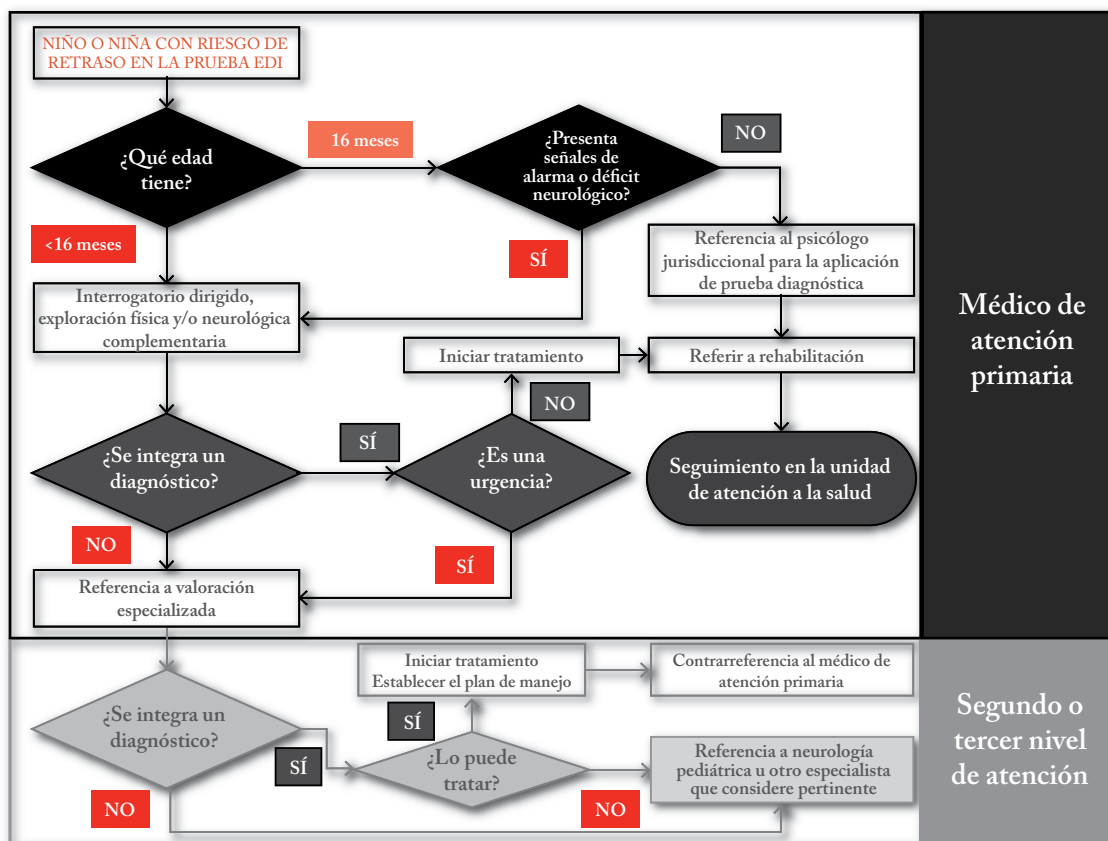 NIÑO O NIÑA CON RIESGO DE
RETRASO EN LA PRUEBA EDI
¿Qué edad
tiene?
16 meses
¿Presenta
señales de
alarma o déficit
neurológico?
NO
<16 meses
SÍ
Referencia al psicólogo
jurisdiccional para la aplicación
de prueba diagnóstica
Interrogatorio dirigido,
exploración física y/o neurológica
complementaria
Iniciar tratamiento
Referir a rehabilitación
NO
¿Se integra un
diagnóstico?
SÍ
¿Es una
urgencia?
Seguimiento en la unidad
de atención a la salud
NO
SÍ
Referencia a valoración
especializada
Médico de
atención
primaria
Iniciar tratamiento
Establecer el plan de manejo
Contrarreferencia al médico de
atención primaria
¿Se integra un
diagnóstico?
SÍ
SÍ
¿Lo puede
tratar?
Referencia a neurología
pediátrica u otro especialista
que considere pertinente
NO
NO
Segundo o
tercer nivel
de atención